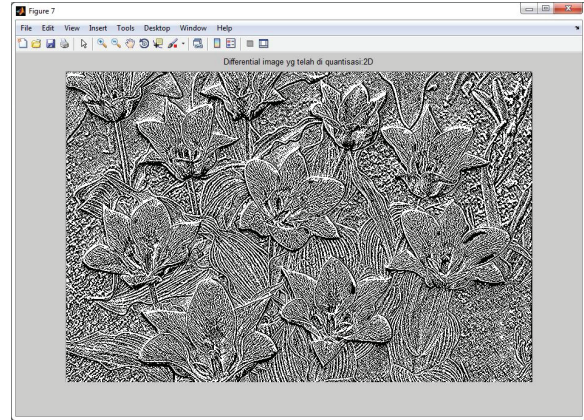 Figure 7
File Edit View Insert Tools Desktop Window Help
Differential image yg telah di quantisasi:2D